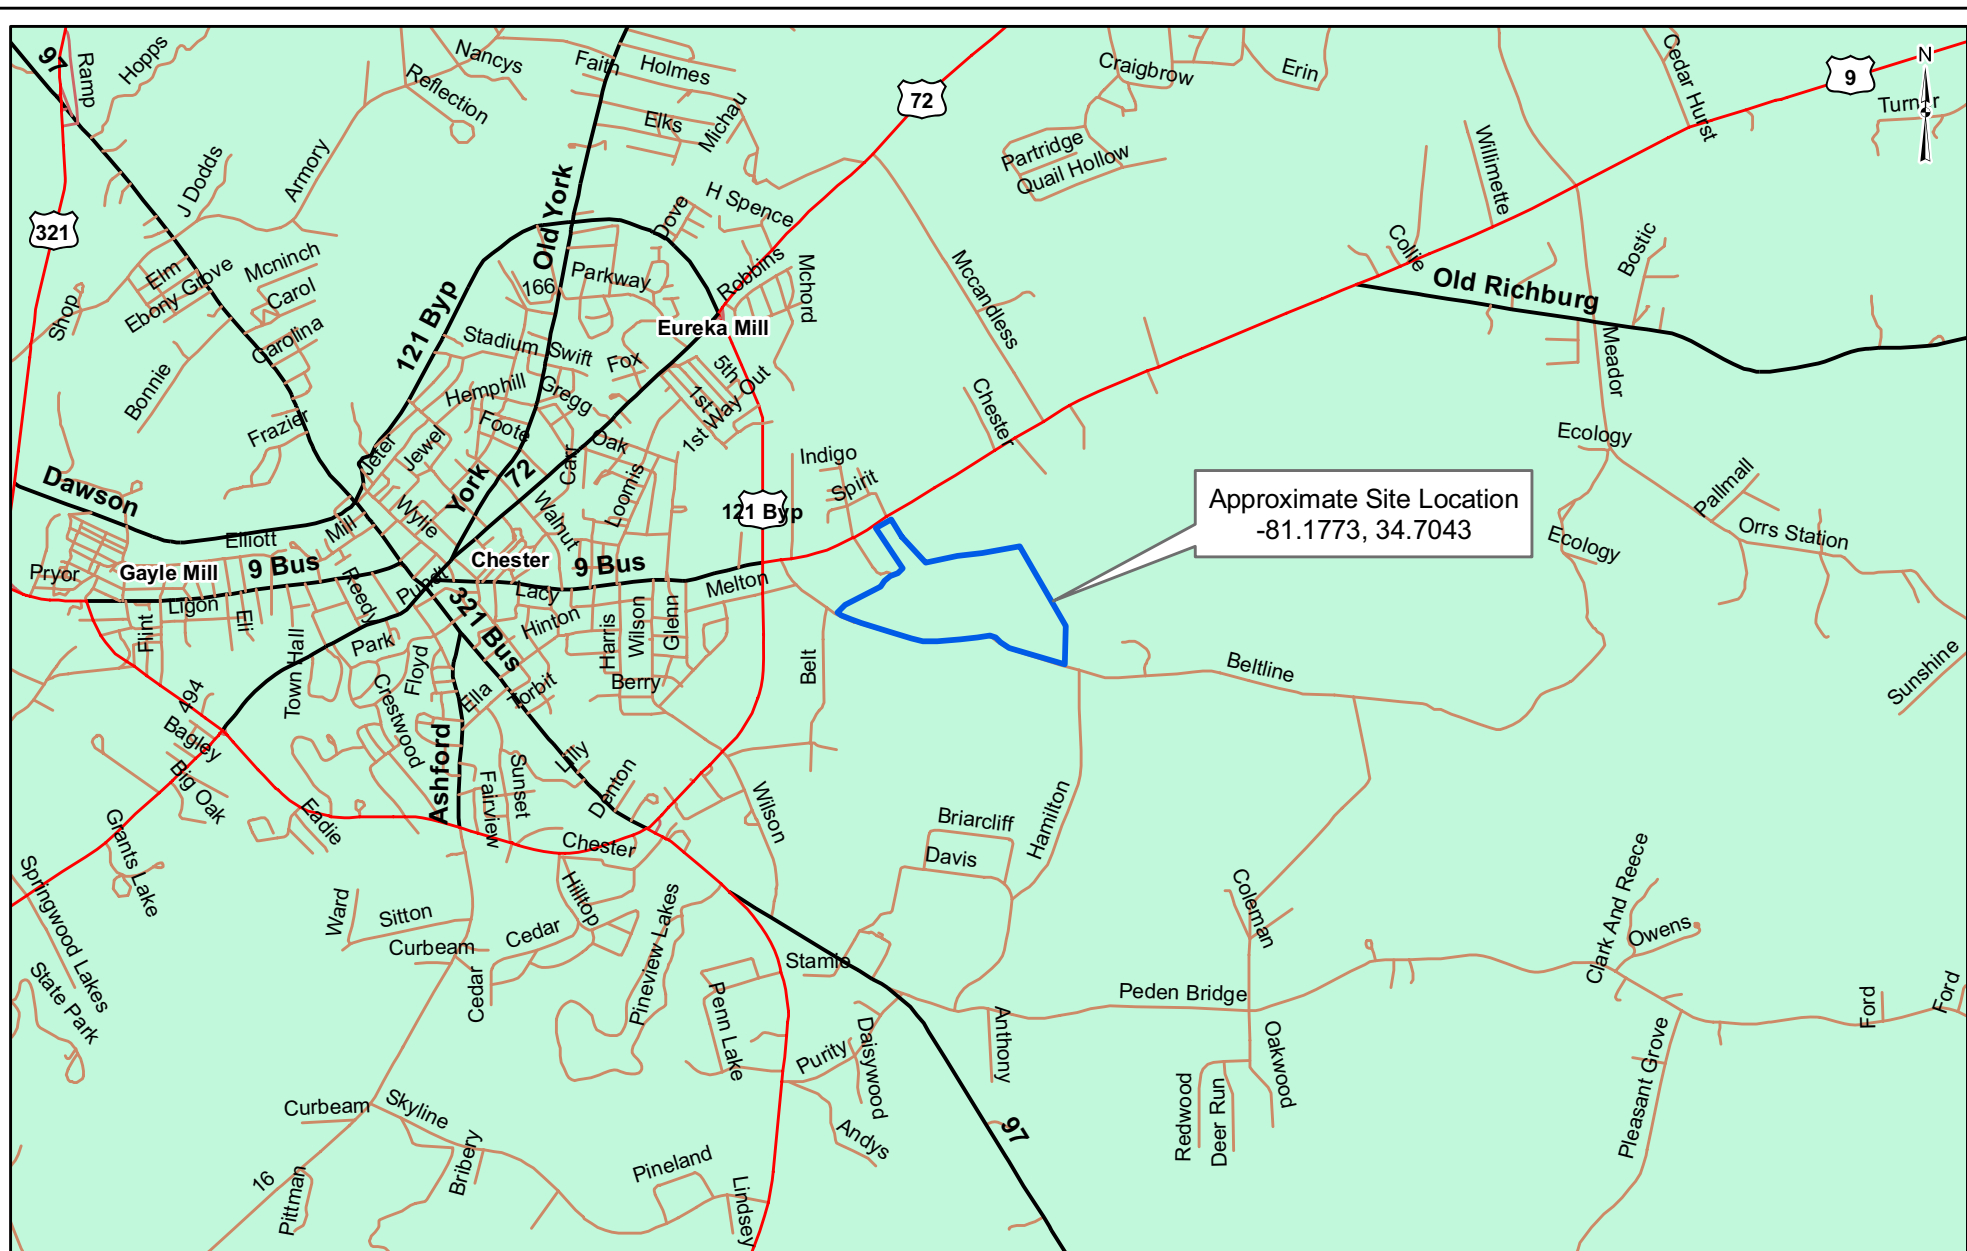 97
Ramp
Hopps
Nancys
Reflection
Faith
Holmes
Elks
Michau
72
Craigbrow
Erin
Cedar Hurst
9
N
Turner
J Dodds
Armory
Old York
Dove
H Spence
Partridge
Quail Hollow
Willimette
321
Elm
Ebony Grove
Mcninch
Carol
Shop
Carolina
Bonnie
Frazier
121 Byp
166
Parkway
Robbins
Mchord
Eureka Mill
Stadium
Swift
Fox
5th
1st
1st Way Out
Mccandless
Chester
Collie
Old Richburg
Bostic
Meador
Hemphill
Gregg
Foote
Jeter
Jewel
Carr
Oak
Loomis
York
72
Walnut
Wylie
Indigo
Spirit
Ecology
Pallmall
Orrs Station
Ecology
Approximate Site Location
-81.1773, 34.7043
Dawson
Elliott
Mill
121 Byp
Pryor
Gayle Mill
9 Bus
Chester
9 Bus
Melton
Ligon
Flint
Eli
Reedy
Lacy
321 Bus
Hinton
Harris
Wilson
Glenn
Town Hall
Park
Floyd
Crestwood
Ella
Torbit
Berry
Belt
Beltline
Sunshine
494
Bagley
Big Oak
Ashford
Fairview
Sunset
Lilly
Denton
Wilson
Eadie
Chester
Grants Lake
Springwood Lakes
State Park
Briarcliff
Davis
Hamilton
Coleman
Clark And Reece
Owens
Ward
Sitton
Curbeam
Cedar
Cedar
Hilltop
Pineview Lakes
Penn Lake
Peden Bridge
Anthony
Ford
Ford
Purity
Daisywood
Andys
Redwood
Deer Run
Oakwood
Pleasant Grove
Curbeam
Skyline
Bribery
16
Pittman
Pineland
Lindsey
97